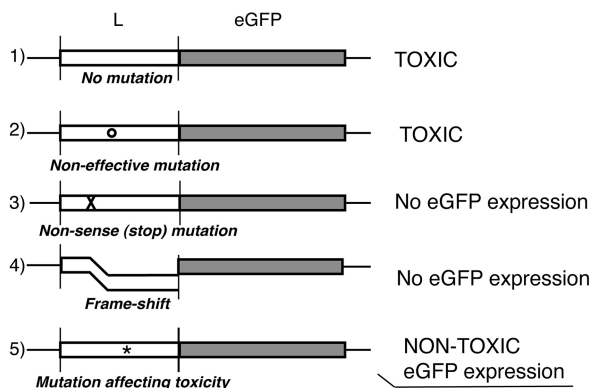 L eGFP
1) TOXIC
No mutation
2) TOXIC
Non-effective mutation
3) X No eGFP expression
Non-sense (stop) mutation
4) No eGFP expression
Frame-shift
5) * NON-TOXIC
eGFP expression
Mutation affecting toxicity